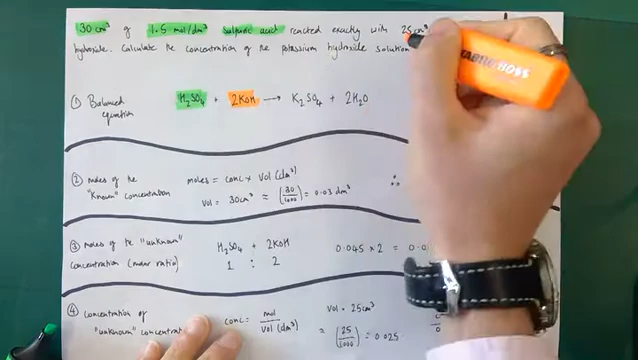 30 cm³ of 1.5 mol/dm³ sulphuric acid reacted exactly with 25 cm³
hydroxide. Calculate the concentration of the potassium hydroxide solution
① Balanced equation
H₂SO₄ + 2KOH → K₂SO₄ + 2H₂O
② moles of the "known" concentration
moles = conc × vol (dm³)
vol = 30cm³ ≈ (30/1000) = 0.03 dm³
∴
③ moles of the "unknown" concentration (molar ratio)
H₂SO₄ + 2KOH
1 : 2
0.045 × 2 = 0.0
④ concentration of "unknown"
conc = mol / vol (dm³)
vol = 25cm³
≈ (25/1000) = 0.025
STABILO BOSS